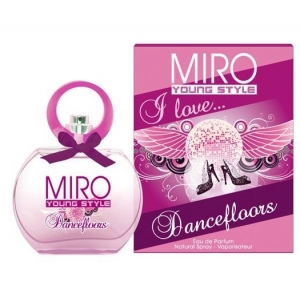 MIRO
YOUNG STYLE
Dancefloors
MIRO
YOUNG STYLE
I love...
Dancefloors
Eau de Parfum
Natural Spray - Vaporisateur